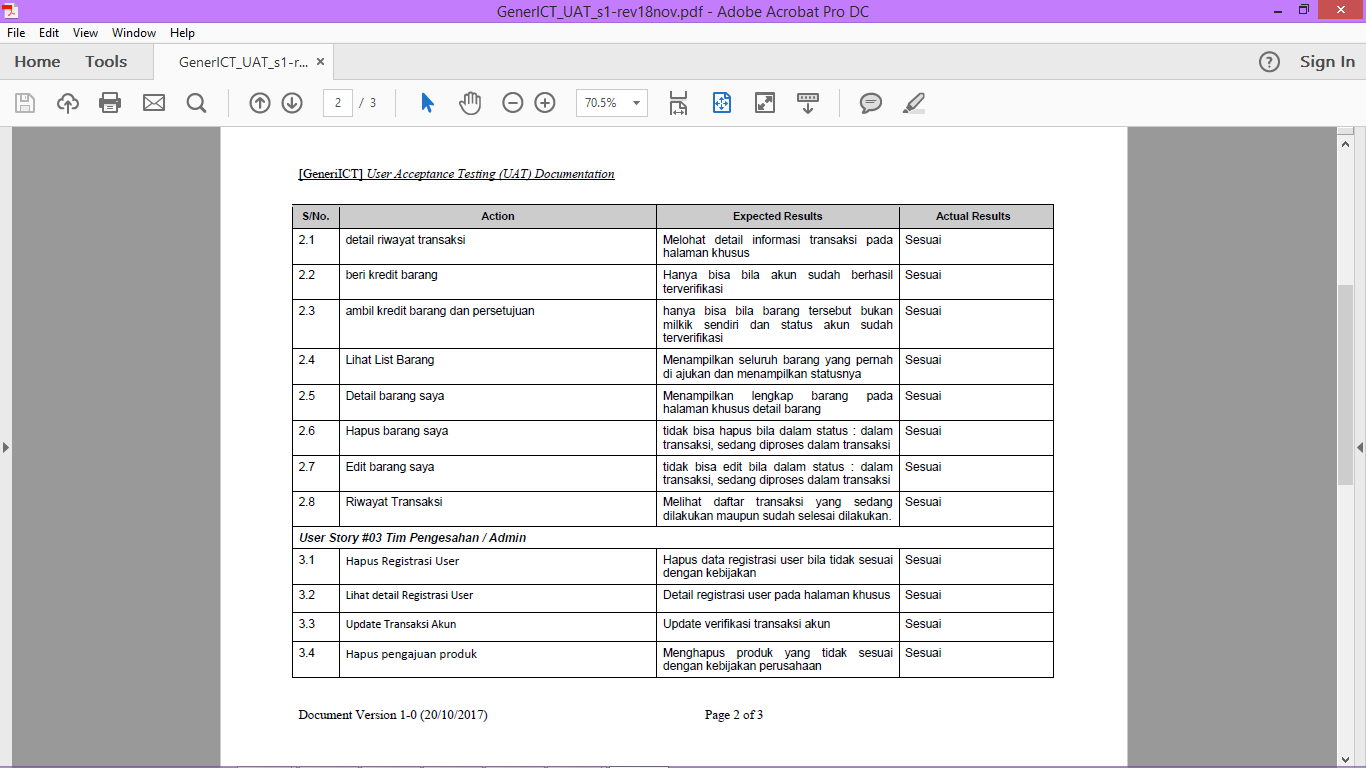 GenerICT_UAT_s1-rev18nov.pdf - Adobe Acrobat Pro DC
File Edit View Window Help
Home Tools GenerICT_UAT_s1-r... × ? Sign In
2 / 3 70.5%
[GeneriICT] User Acceptance Testing (UAT) Documentation
S/No. Action Expected Results Actual Results
2.1 detail riwayat transaksi Melohat detail informasi transaksi pada Sesuai
halaman khusus
2.2 beri kredit barang Hanya bisa bila akun sudah berhasil Sesuai
terverifikasi
2.3 ambil kredit barang dan persetujuan hanya bisa bila barang tersebut bukan Sesuai
milkik sendiri dan status akun sudah
terverifikasi
2.4 Lihat List Barang Menampilkan seluruh barang yang pernah Sesuai
di ajukan dan menampilkan statusnya
2.5 Detail barang saya Menampilkan lengkap barang pada Sesuai
halaman khusus detail barang
2.6 Hapus barang saya tidak bisa hapus bila dalam status : dalam Sesuai
transaksi, sedang diproses dalam transaksi
2.7 Edit barang saya tidak bisa edit bila dalam status : dalam Sesuai
transaksi, sedang diproses dalam transaksi
2.8 Riwayat Transaksi Melihat daftar transaksi yang sedang Sesuai
dilakukan maupun sudah selesai dilakukan.
User Story #03 Tim Pengesahan / Admin
3.1 Hapus Registrasi User Hapus data registrasi user bila tidak sesuai Sesuai
dengan kebijakan
3.2 Lihat detail Registrasi User Detail registrasi user pada halaman khusus Sesuai
3.3 Update Transaksi Akun Update verifikasi transaksi akun Sesuai
3.4 Hapus pengajuan produk Menghapus produk yang tidak sesuai Sesuai
dengan kebijakan perusahaan
Document Version 1-0 (20/10/2017) Page 2 of 3